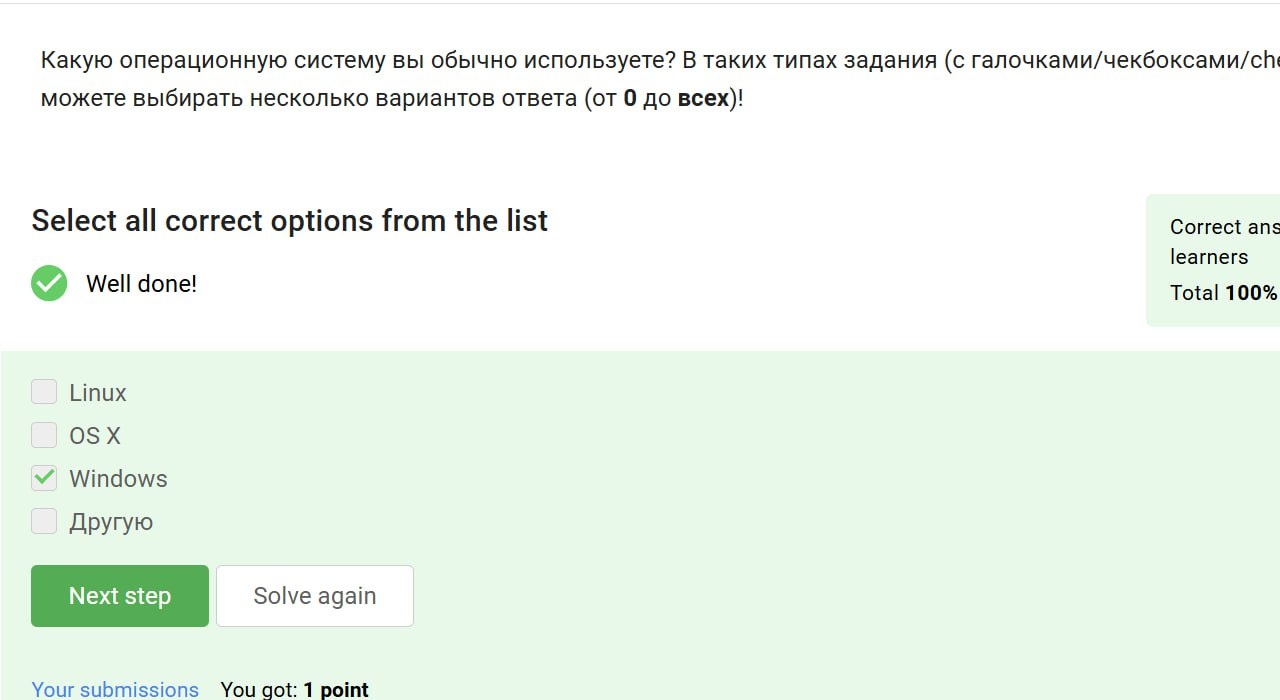 Какую операционную систему вы обычно используете? В таких типах задания (с галочками/чекбоксами/che
можете выбирать несколько вариантов ответа (от 0 до всех)!
Select all correct options from the list
Well done!
Correct ans
learners
Total 100%
Linux
OS X
Windows
Другую
Next step
Solve again
Your submissions You got: 1 point